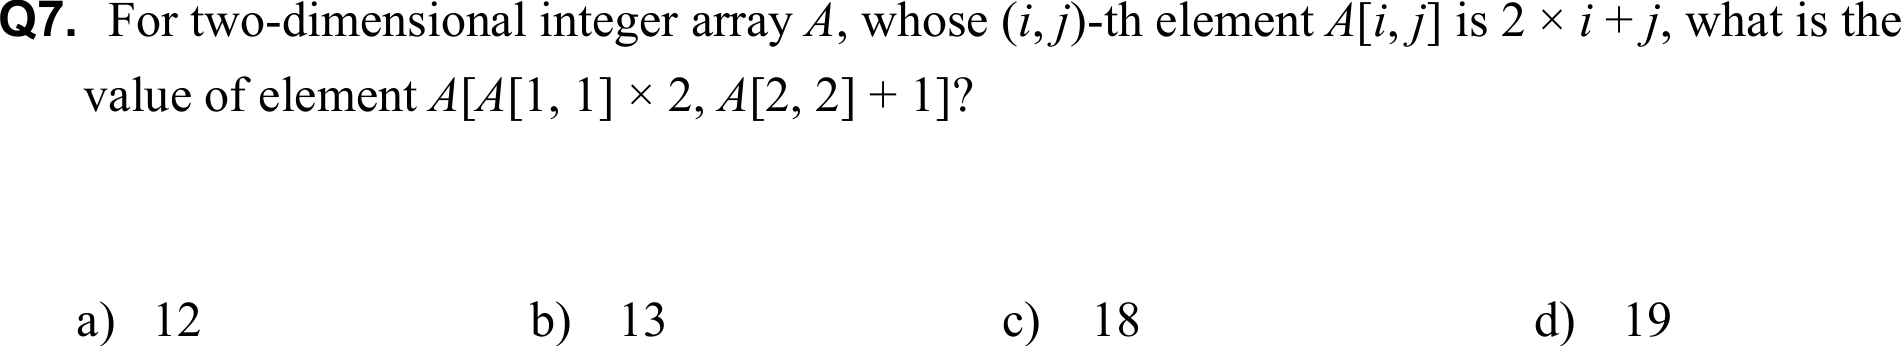 Q7. For two-dimensional integer array A, whose (i, j)-th element A[i, j] is 2 × i + j, what is the
value of element A[A[1, 1] × 2, A[2, 2] + 1]?
a) 12 b) 13 c) 18 d) 19